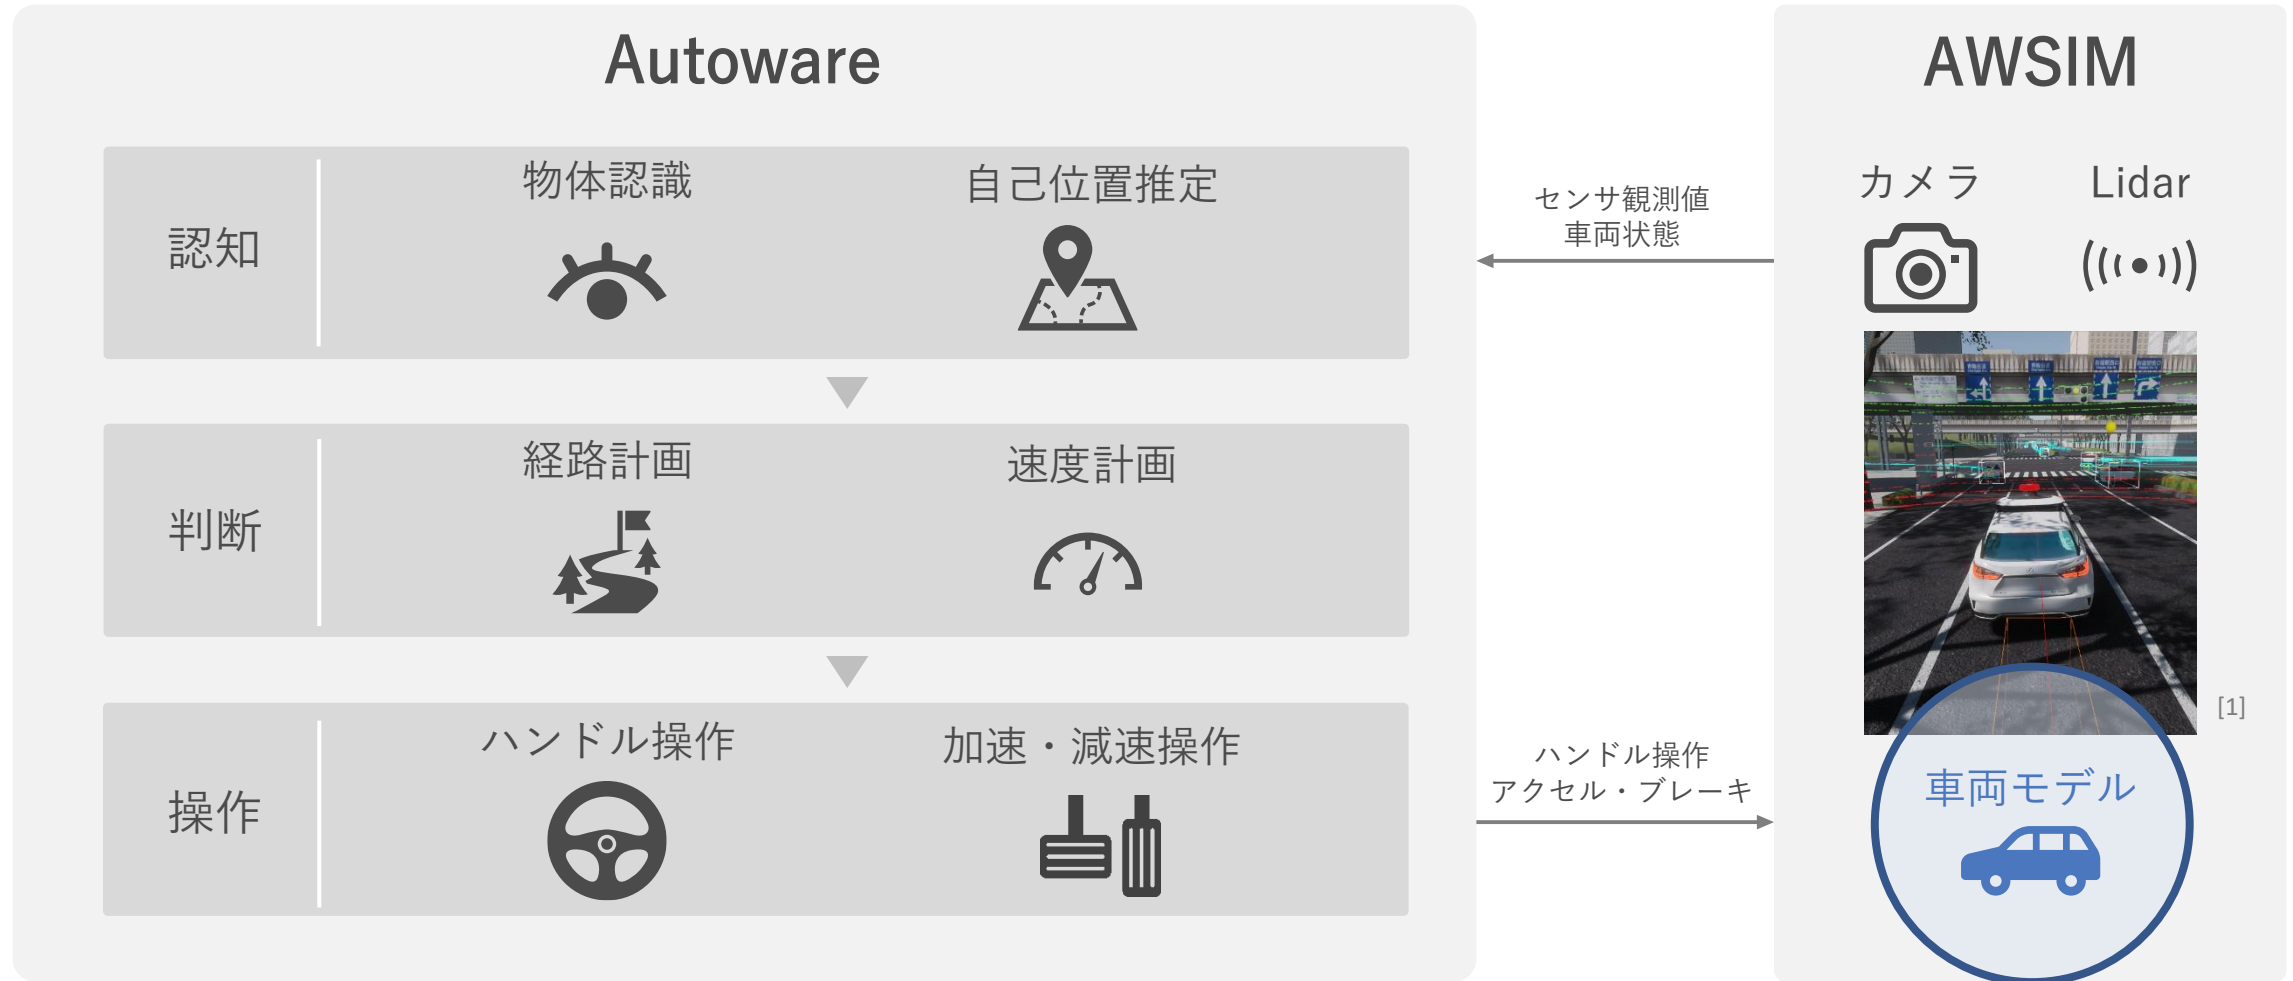 Autoware
認知
物体認識
自己位置推定
判断
経路計画
速度計画
操作
ハンドル操作
加速・減速操作
センサ観測値
車両状態
ハンドル操作
アクセル・ブレーキ
AWSIM
カメラ
Lidar
[1]
車両モデル